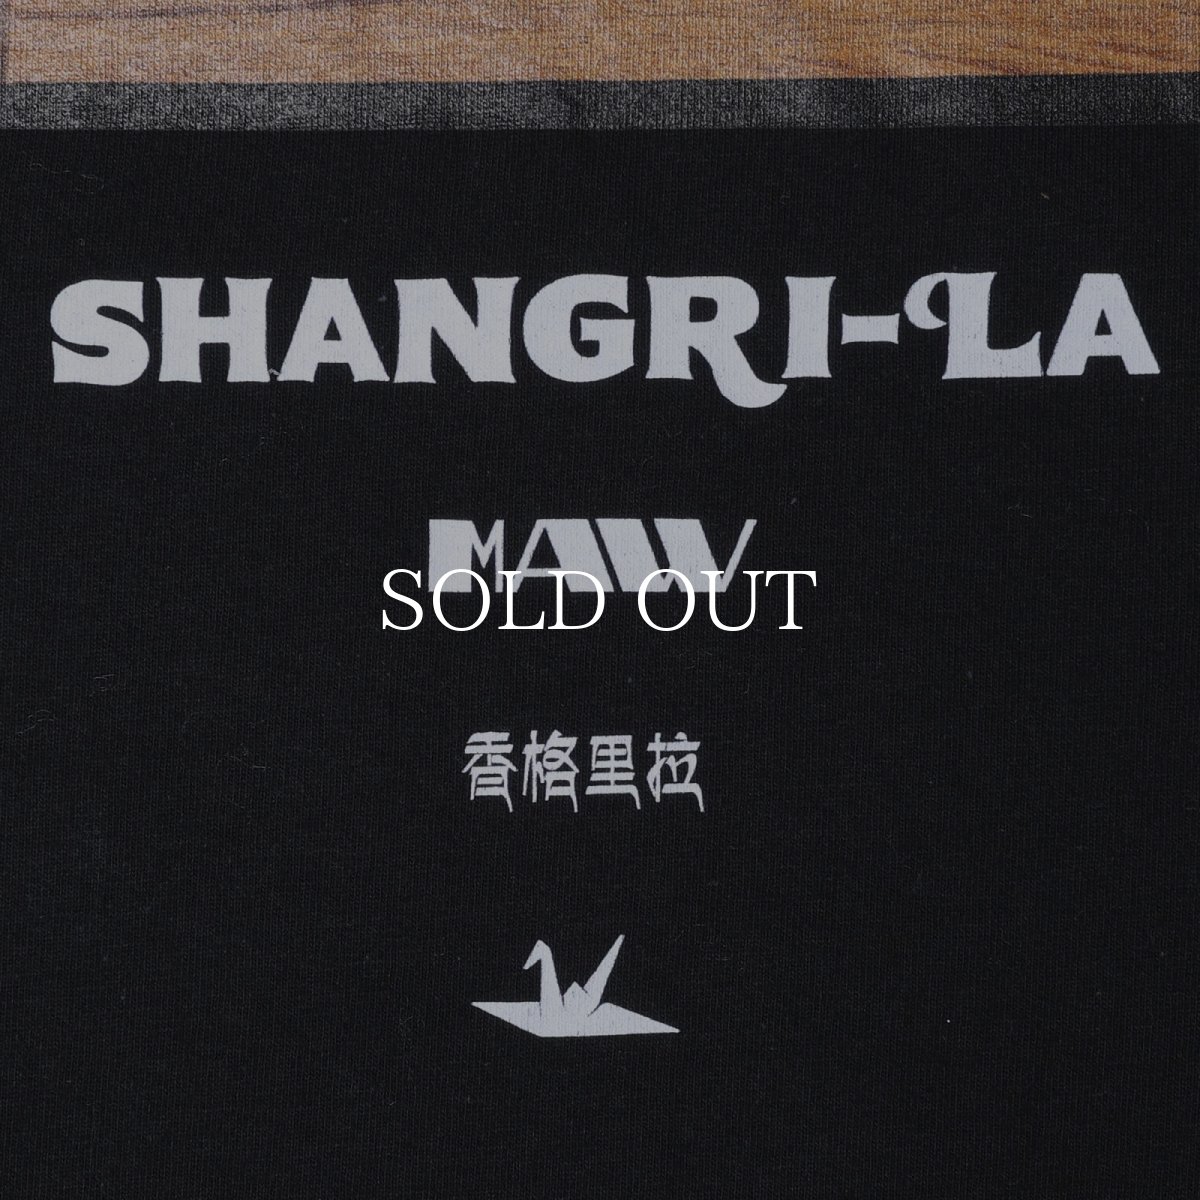 SHANGRI-LA
MAW
SOLD OUT
香格里拉